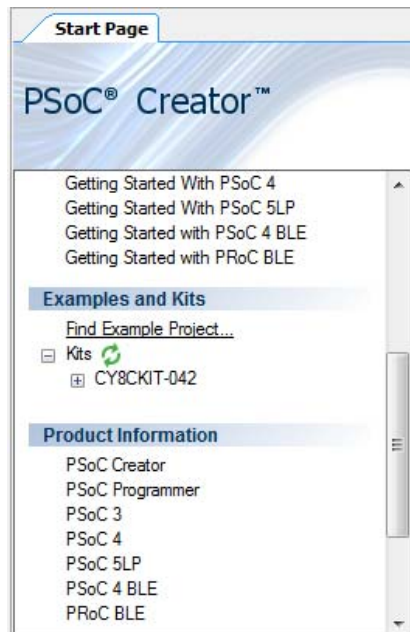 Start Page
PSoC® Creator™
Getting Started With PSoC 4
Getting Started With PSoC 5LP
Getting Started with PSoC 4 BLE
Getting Started with PRoC BLE
Examples and Kits
Find Example Project...
Kits
CY8CKIT-042
Product Information
PSoC Creator
PSoC Programmer
PSoC 3
PSoC 4
PSoC 5LP
PSoC 4 BLE
PRoC BLE